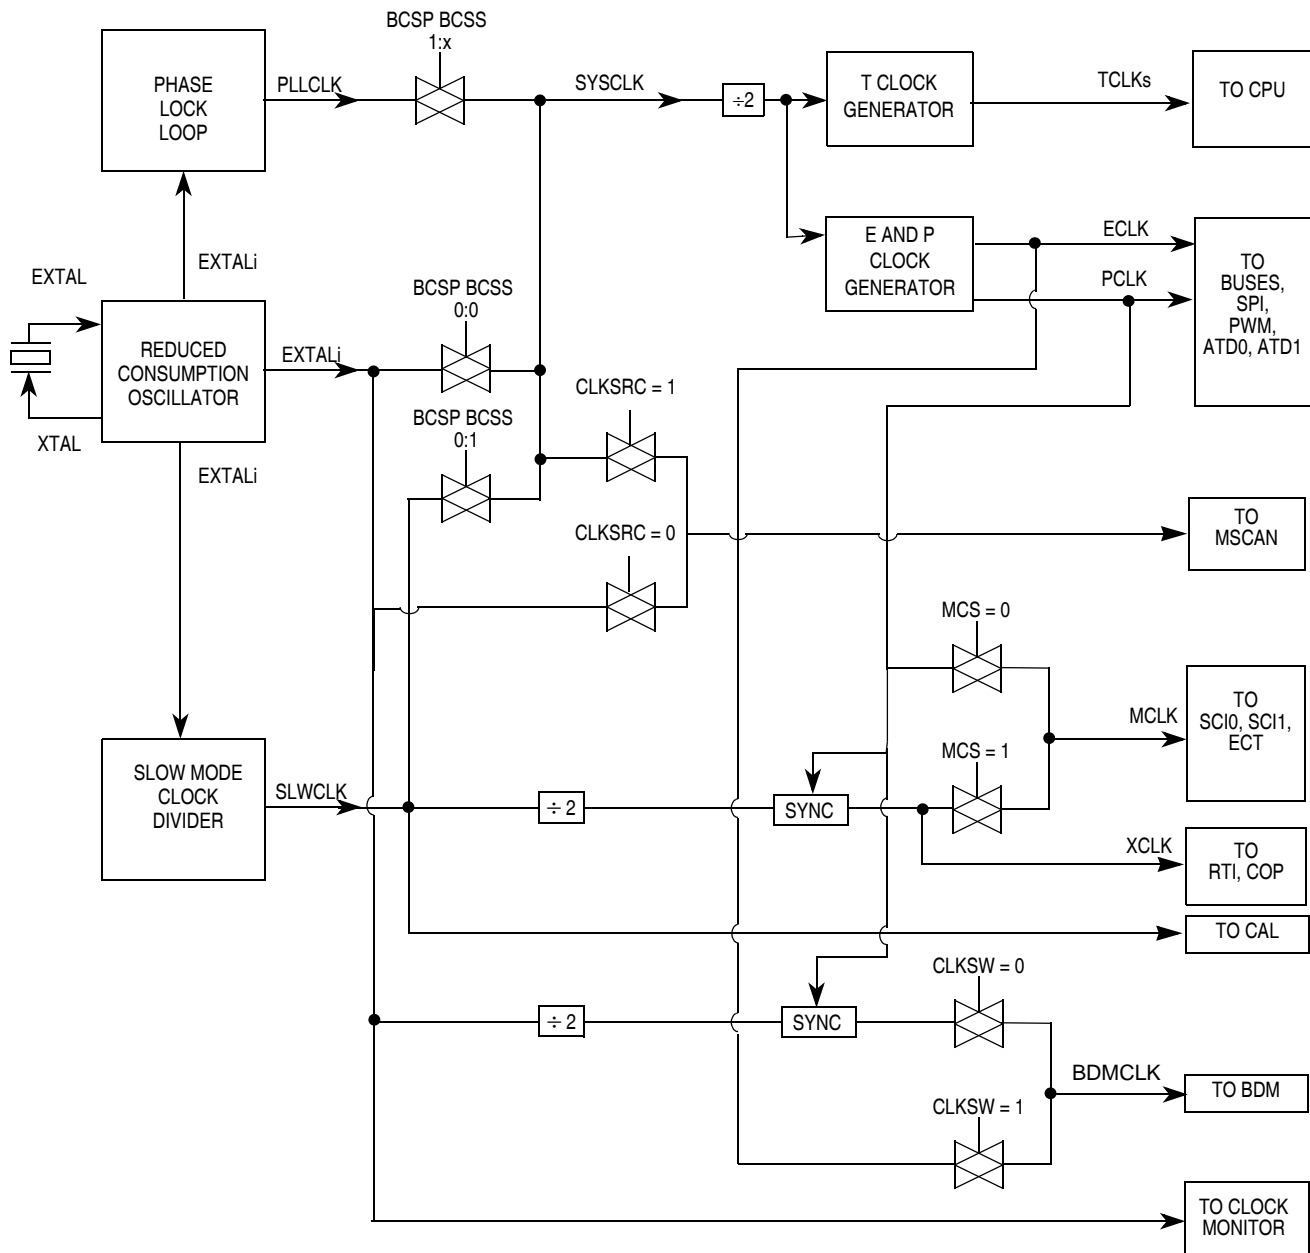 BCSP BCSS
1:x
PHASE
LOCK
LOOP
PLLCLK
SYSCLK
÷2
T CLOCK
GENERATOR
TCLKs
TO CPU
EXTALi
EXTAL
XTAL
REDUCED
CONSUMPTION
OSCILLATOR
EXTALi
BCSP BCSS
0:0
E AND P
CLOCK
GENERATOR
ECLK
PCLK
TO
BUSES,
SPI,
PWM,
ATD0, ATD1
BCSP BCSS
0:1
CLKSRC = 1
EXTALi
CLKSRC = 0
TO
MSCAN
MCS = 0
MCS = 1
MCLK
TO
SCI0, SCI1,
ECT
SLOW MODE
CLOCK
DIVIDER
SLWCLK
÷ 2
SYNC
XCLK
TO
RTI, COP
TO CAL
CLKSW = 0
÷ 2
SYNC
BDMCLK
TO BDM
CLKSW = 1
TO CLOCK
MONITOR